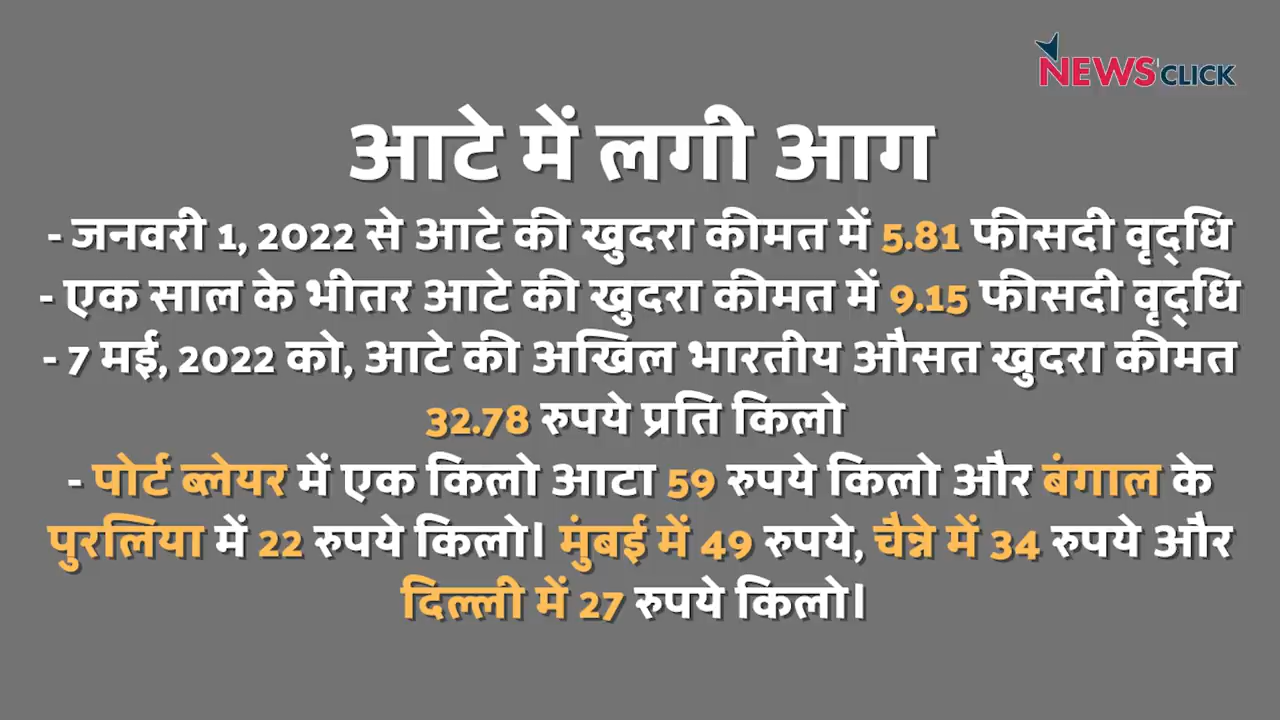 NEWSCLICK
आटे में लगी आग
- जनवरी 1, 2022 से आटे की खुदरा कीमत में 5.81 फीसदी वृद्धि
- एक साल के भीतर आटे की खुदरा कीमत में 9.15 फीसदी वृद्धि
- 7 मई, 2022 को, आटे की अखिल भारतीय औसत खुदरा कीमत
32.78 रुपये प्रति किलो
- पोर्ट ब्लेयर में एक किलो आटा 59 रुपये किलो और बंगाल के
पुरलिया में 22 रुपये किलो। मुंबई में 49 रुपये, चैन्ने में 34 रुपये और
दिल्ली में 27 रुपये किलो।